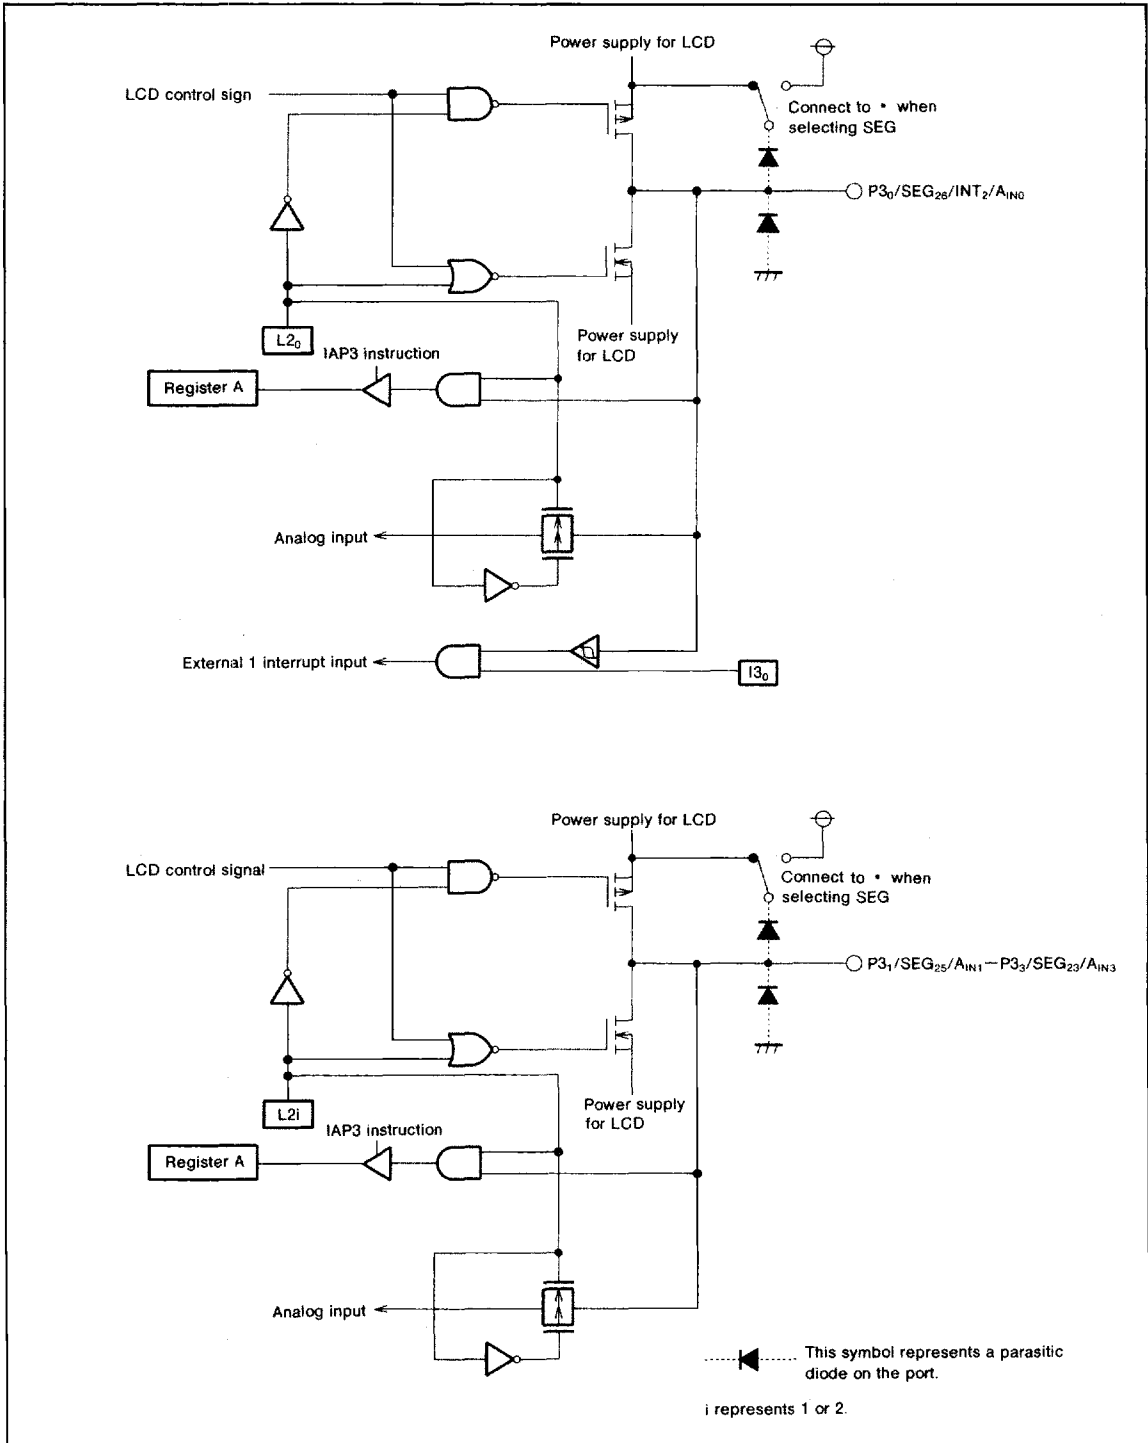 Power supply for LCD
LCD control sign
Connect to • when
selecting SEG
P3₀/SEG₂₆/INT₂/A_IN0
L2₀
Power supply
for LCD
IAP3 instruction
Register A
Analog input
External 1 interrupt input
I3₀
Power supply for LCD
LCD control signal
Connect to • when
selecting SEG
P3₁/SEG₂₅/A_IN1—P3₃/SEG₂₃/A_IN3
L2i
Power supply
for LCD
IAP3 instruction
Register A
Analog input
This symbol represents a parasitic
diode on the port.
i represents 1 or 2.